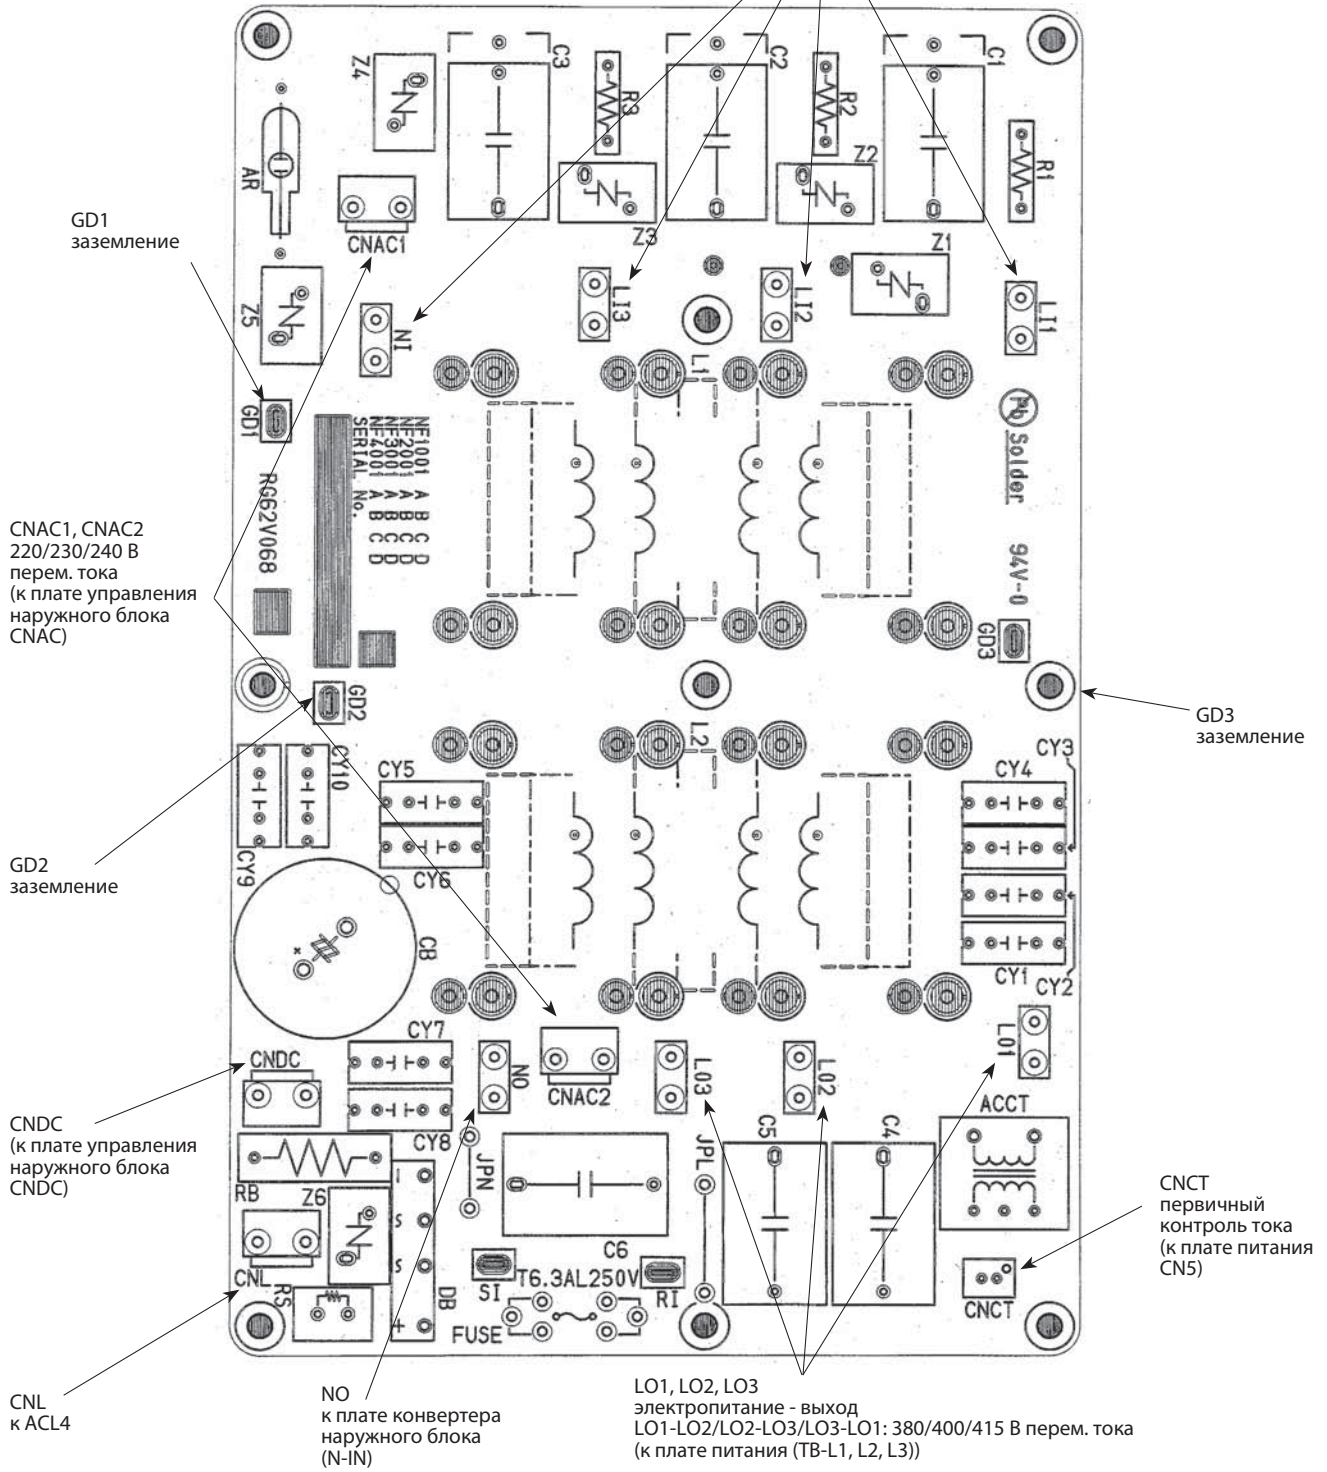 C3
C2
C1
Z4
R3
R2
R1
AR
Z3
Z2
Z1
CNAC1
GD1
заземление
Z5
NI
LI3
LI2
LI1
L1
GD1
NF1001 A B C D
NF2001 A B C D
NF3001 A B C D
NF4001 A B C D
SERIAL No.
RG62V068
Pb
Solder
94V-0
CNAC1, CNAC2
220/230/240 В
перем. тока
(к плате управления
наружного блока
CNAC)
GD3
GD2
L2
GD3
заземление
CY10
CY5
CY4
CY3
CY9
CY6
GD2
заземление
CB
CY1
CY2
CY7
CNDC
NO
CNAC2
LO3
LO2
LO1
ACCT
CNDC
(к плате управления
наружного блока
CNDC)
CY8
JPN
JPL
C5
C4
RB
Z6
I
S
S
+
DB
C6
CNL
RS
SI
T6.3AL250V
RI
FUSE
CNCT
CNCT
первичный
контроль тока
(к плате питания
CN5)
CNL
к ACL4
NO
к плате конвертера
наружного блока
(N-IN)
LO1, LO2, LO3
электропитание - выход
LO1-LO2/LO2-LO3/LO3-LO1: 380/400/415 В перем. тока
(к плате питания (TB-L1, L2, L3))